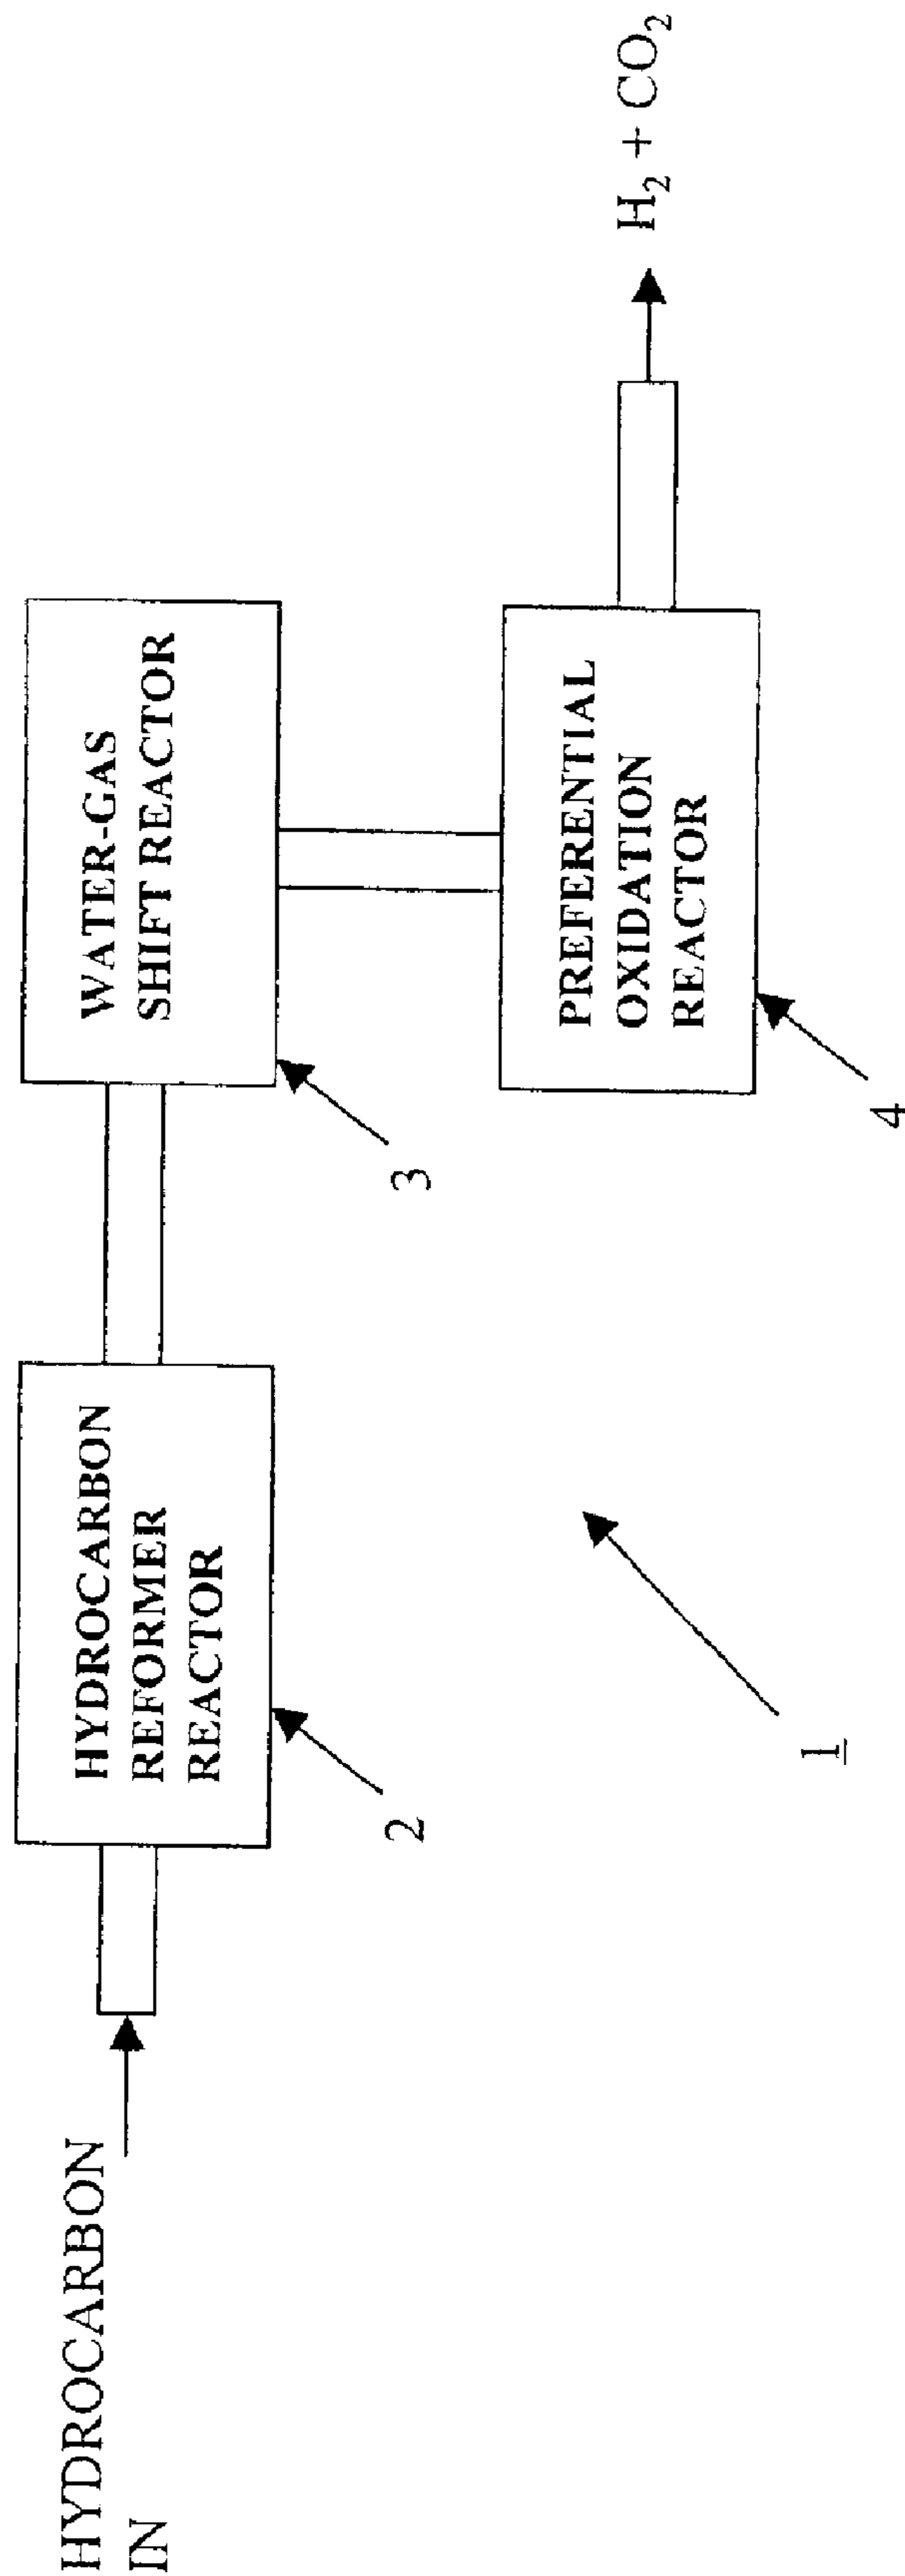 HYDROCARBON
IN
HYDROCARBON
REFORMER
REACTOR
2
WATER-GAS
SHIFT REACTOR
3
PREFERENTIAL
OXIDATION
REACTOR
4
H₂ + CO₂
1